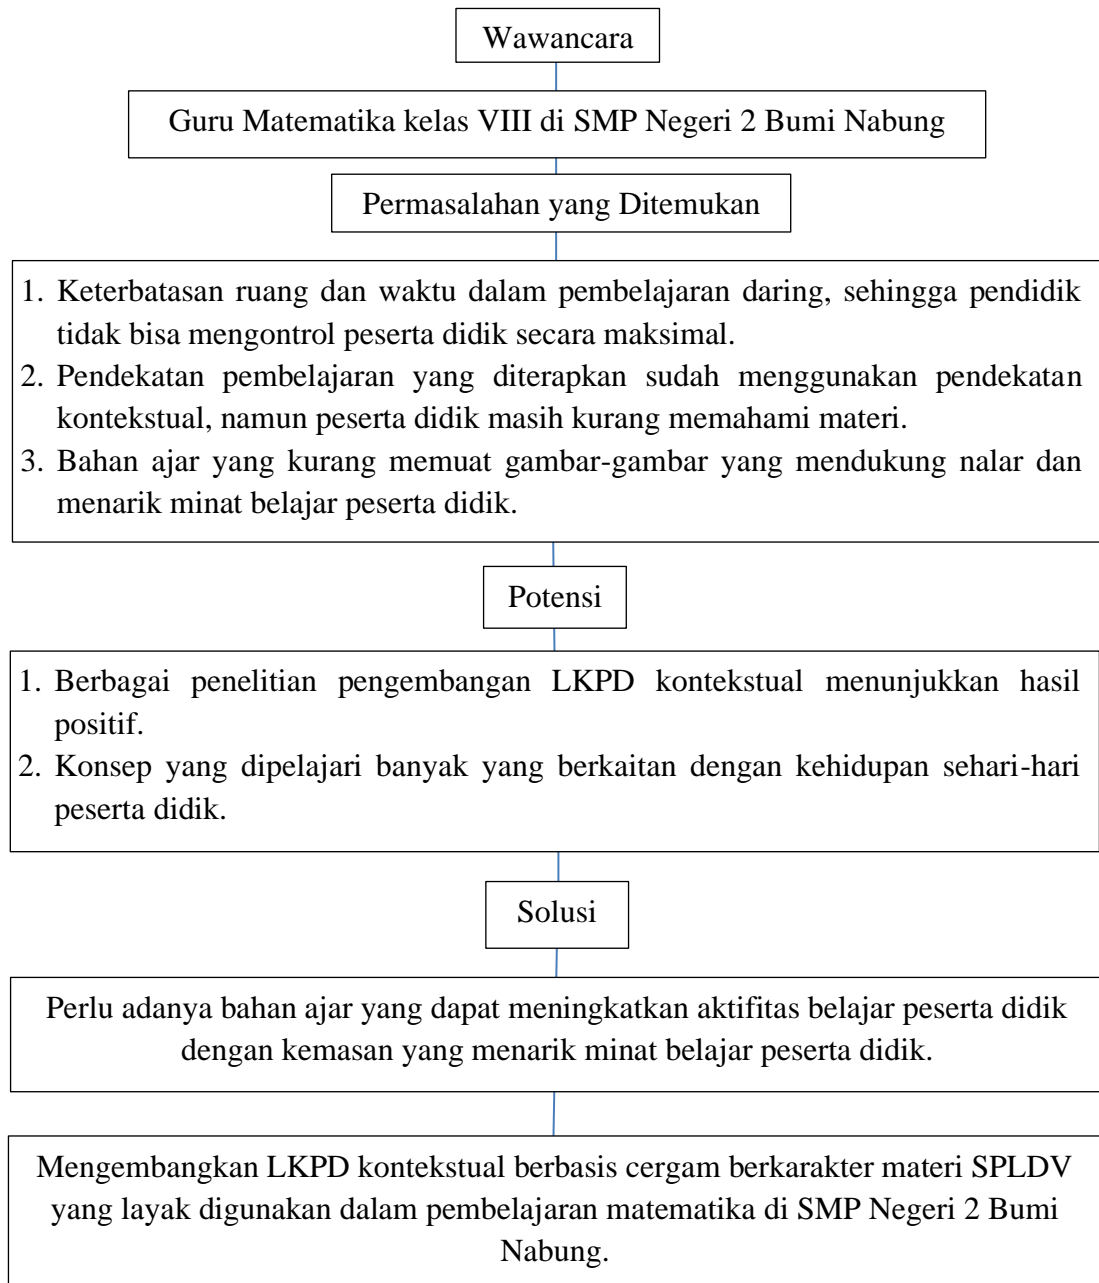 Wawancara
Guru Matematika kelas VIII di SMP Negeri 2 Bumi Nabung
Permasalahan yang Ditemukan
1. Keterbatasan ruang dan waktu dalam pembelajaran daring, sehingga pendidik
tidak bisa mengontrol peserta didik secara maksimal.
2. Pendekatan pembelajaran yang diterapkan sudah menggunakan pendekatan
kontekstual, namun peserta didik masih kurang memahami materi.
3. Bahan ajar yang kurang memuat gambar-gambar yang mendukung nalar dan
menarik minat belajar peserta didik.
Potensi
1. Berbagai penelitian pengembangan LKPD kontekstual menunjukkan hasil
positif.
2. Konsep yang dipelajari banyak yang berkaitan dengan kehidupan sehari-hari
peserta didik.
Solusi
Perlu adanya bahan ajar yang dapat meningkatkan aktifitas belajar peserta didik
dengan kemasan yang menarik minat belajar peserta didik.
Mengembangkan LKPD kontekstual berbasis cergam berkarakter materi SPLDV
yang layak digunakan dalam pembelajaran matematika di SMP Negeri 2 Bumi
Nabung.